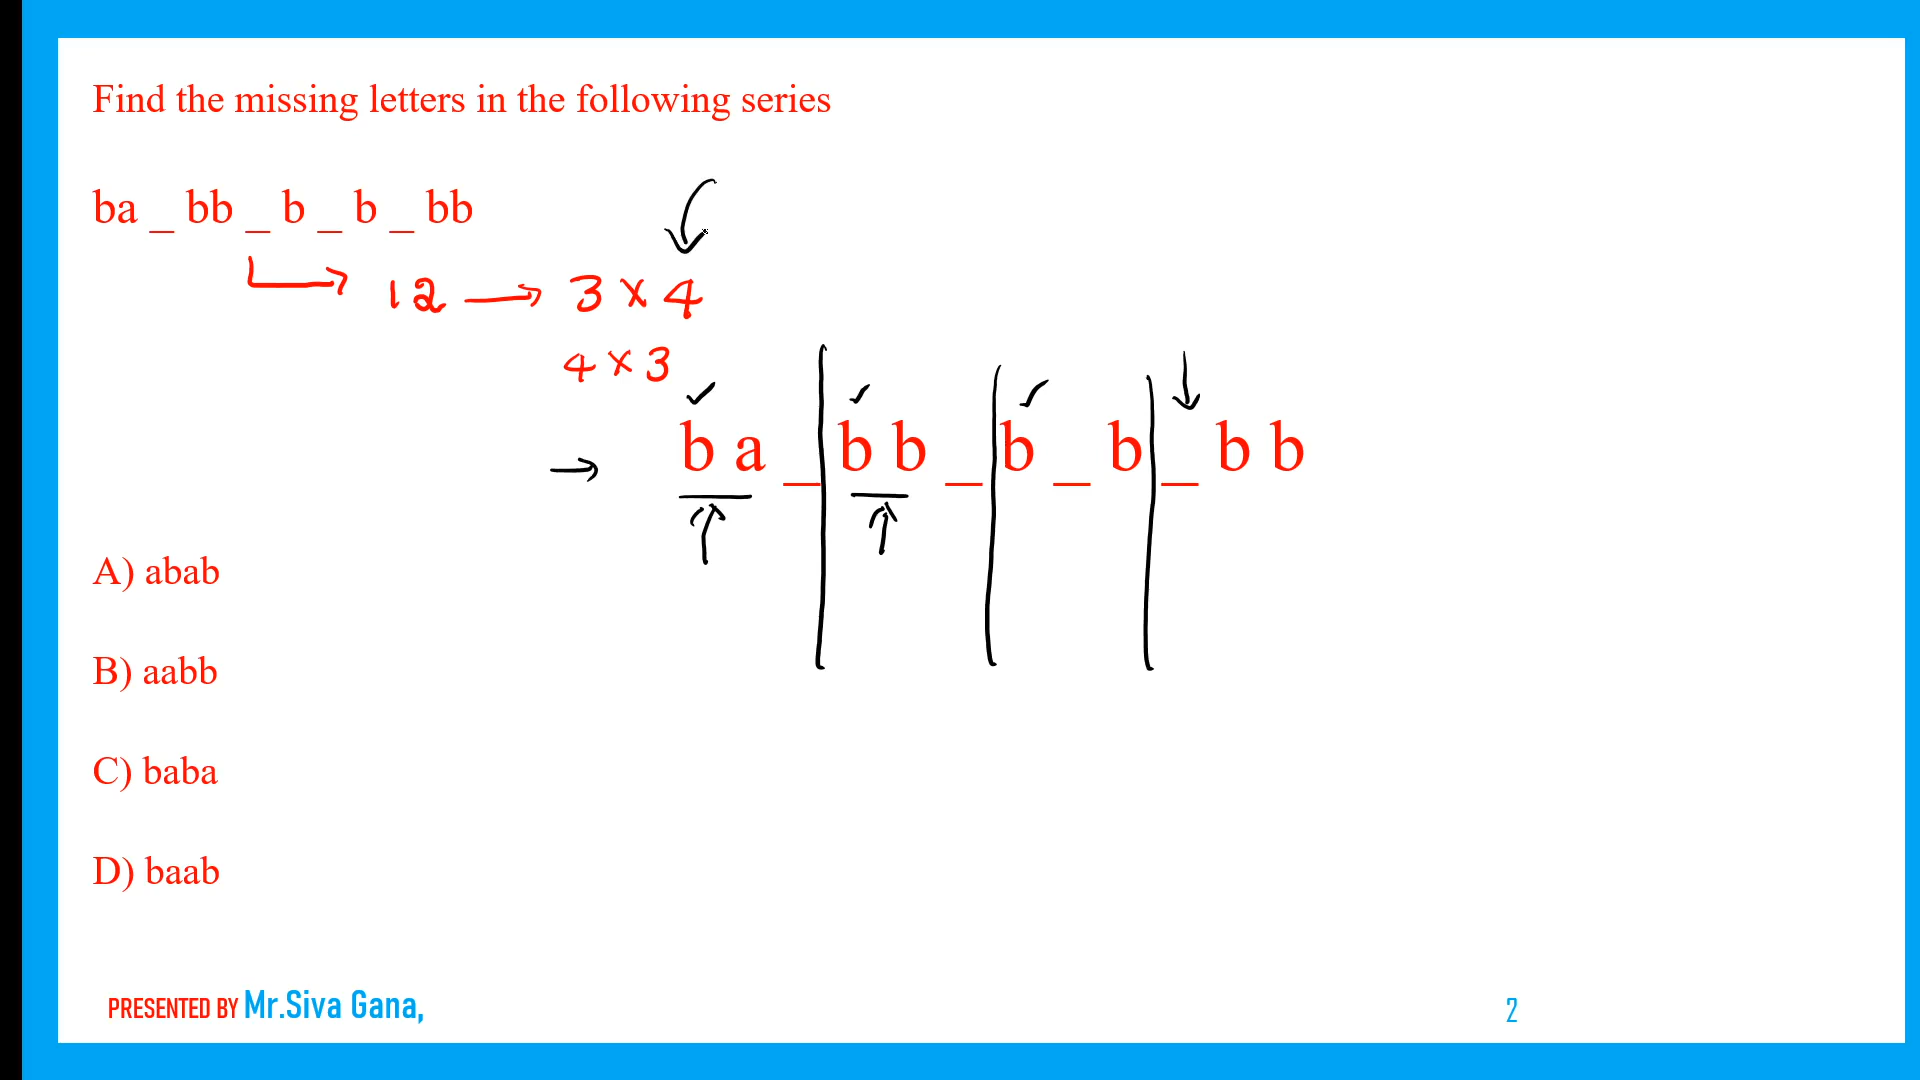 Find the missing letters in the following series
ba _ bb _ b _ b _ bb
12 → 3 × 4
4 × 3
→ b a _ b b _ b _ b _ b b
A) abab
B) aabb
C) baba
D) baab
PRESENTED BY Mr.Siva Gana,
2